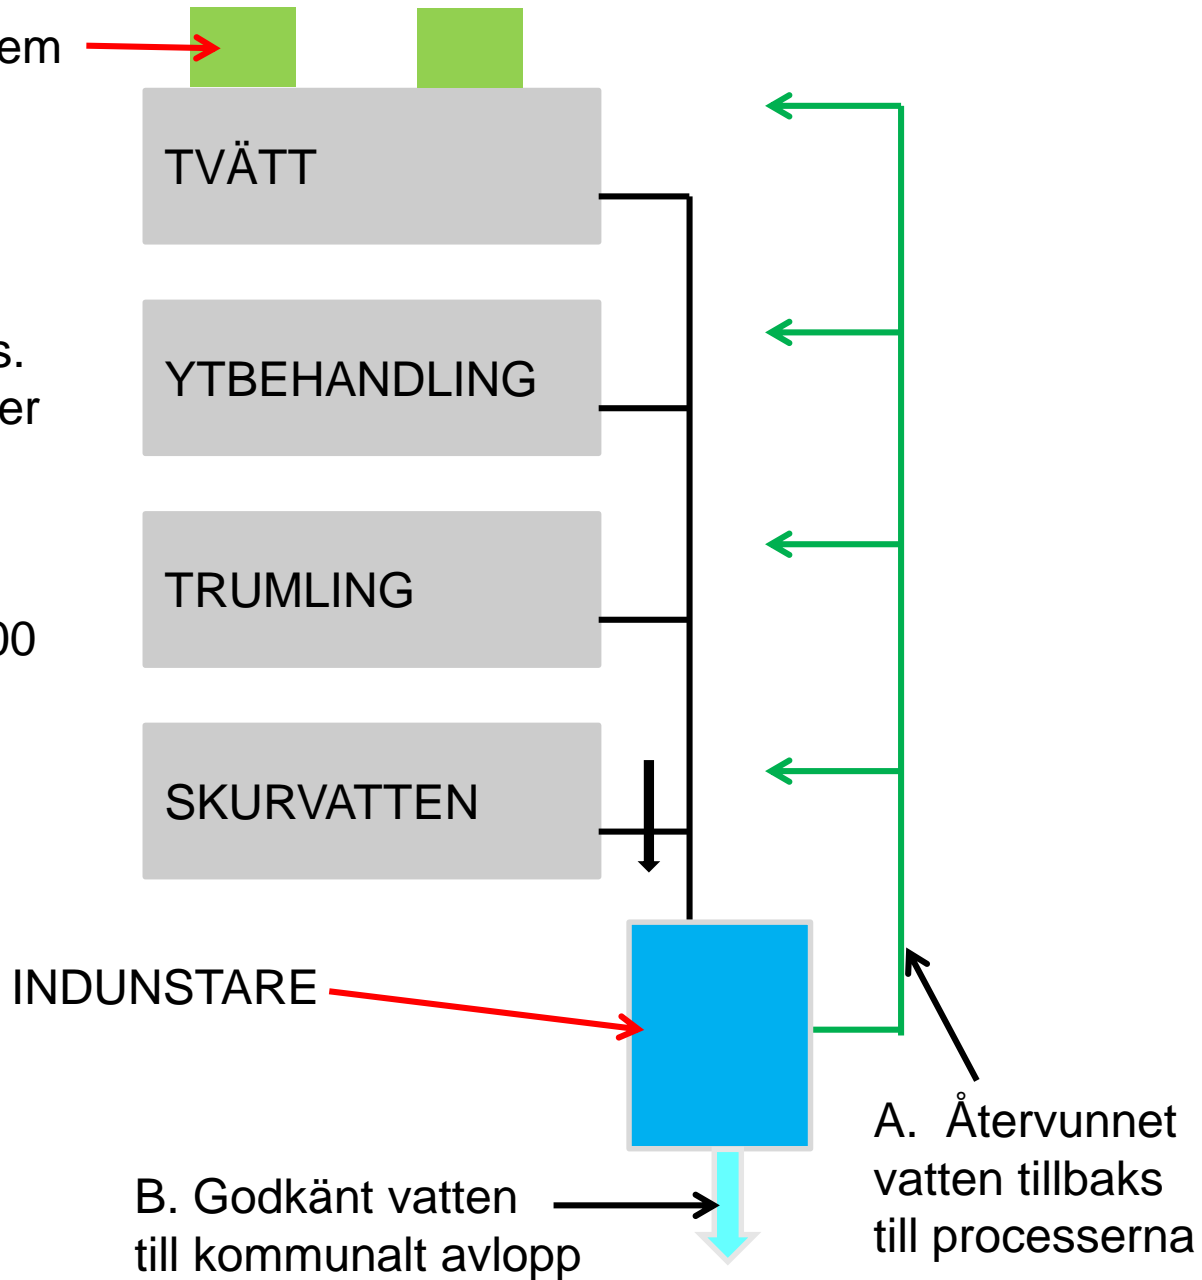 em
TVÄTT
s.
er
YTBEHANDLING
TRUMLING
00
SKURVATTEN
INDUNSTARE
A. Återvunnet
vatten tillbaks
till processerna
B. Godkänt vatten
till kommunalt avlopp